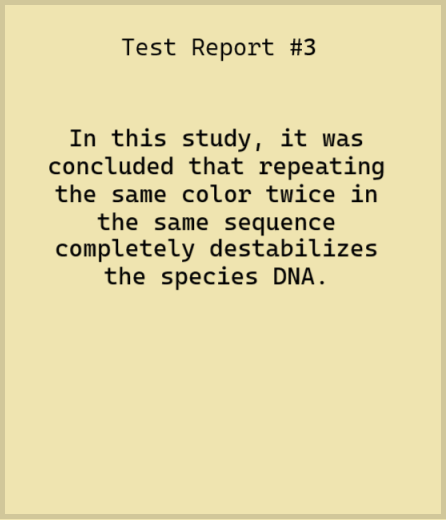 Test Report #3
In this study, it was
concluded that repeating
the same color twice in
the same sequence
completely destabilizes
the species DNA.